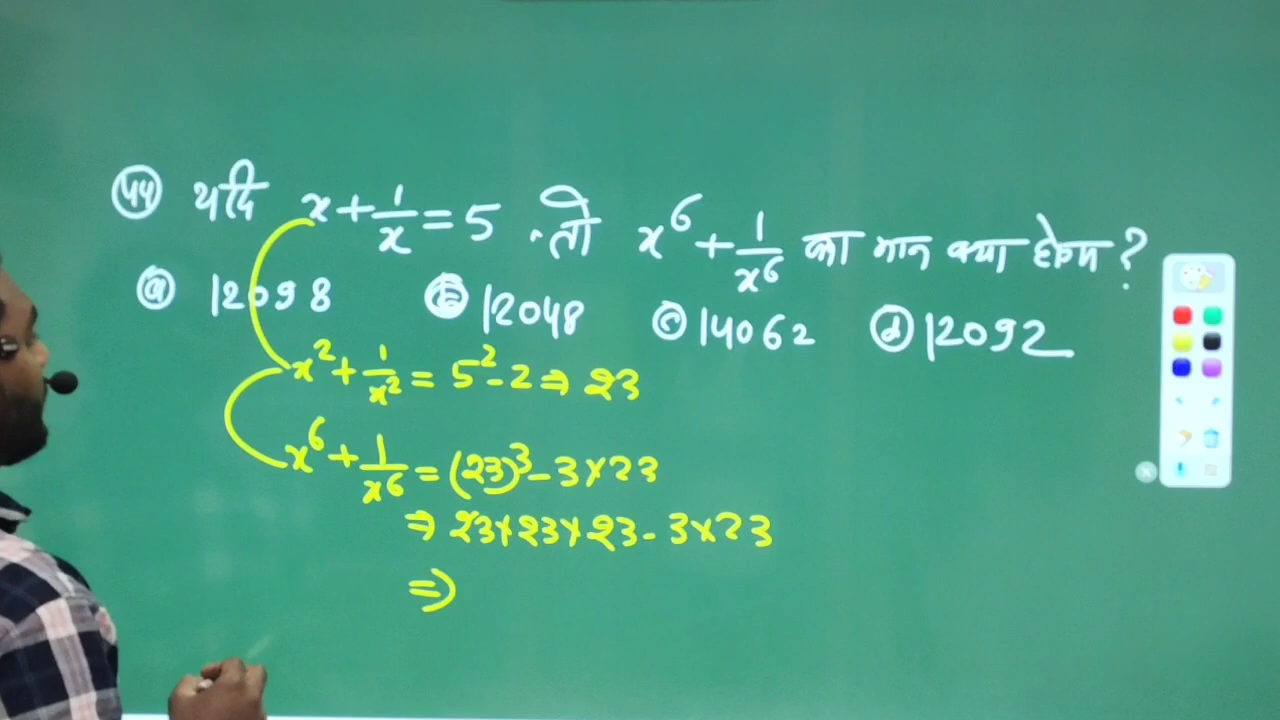 44 यदि x + 1/x = 5 . तो x⁶ + 1/x⁶ का मान क्या होगा ?
a 12098 b 12048 c 14062 d 12092
x² + 1/x² = 5² - 2 ⇒ 23
x⁶ + 1/x⁶ = (23)³ - 3×23
⇒ 23×23×23 - 3×23
⇒